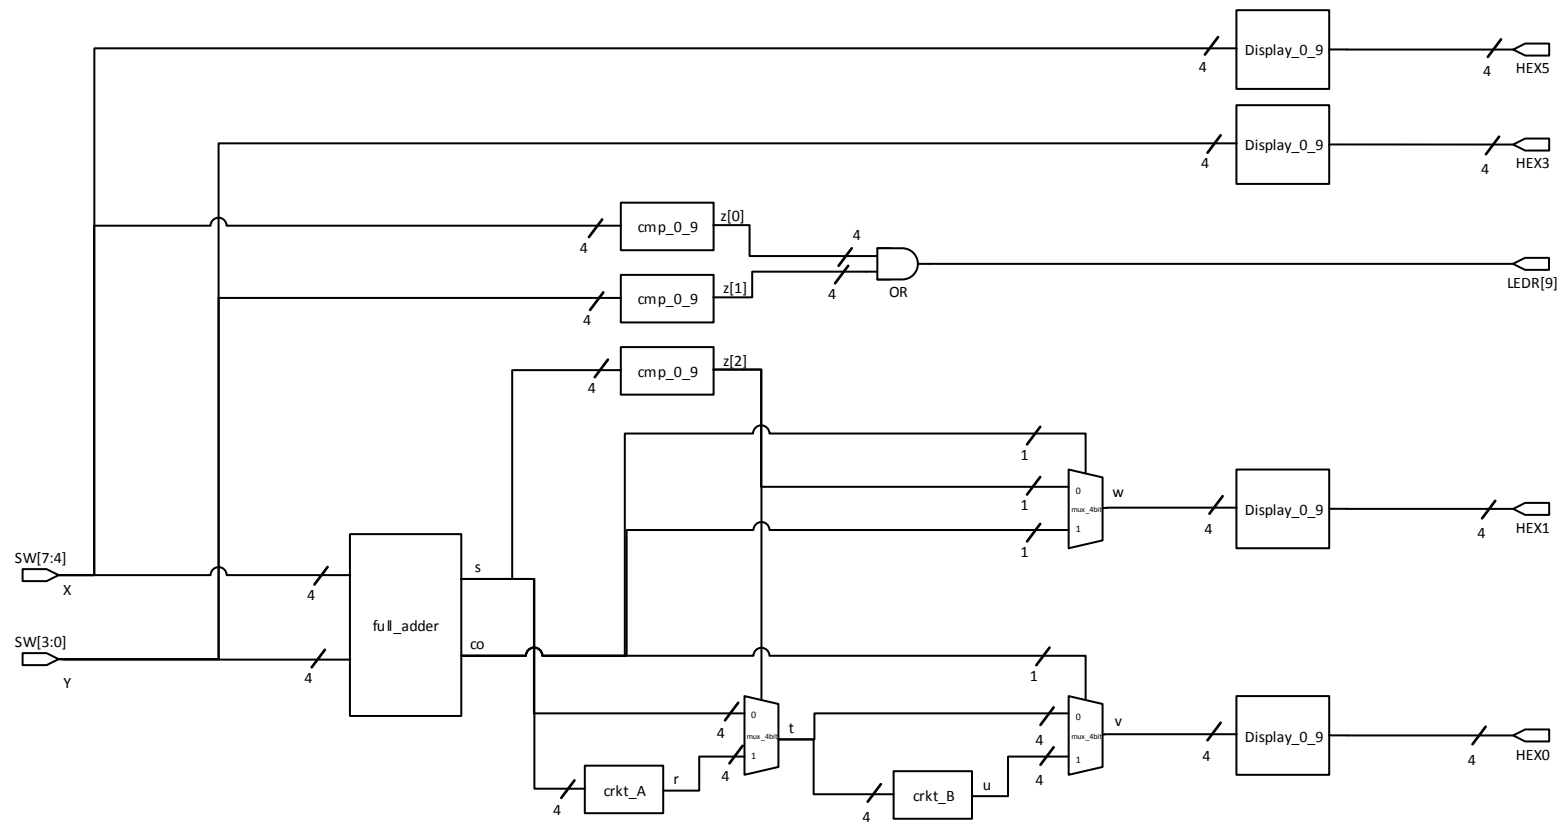 Display_0_9
4
4
HEX5
Display_0_9
4
4
HEX3
cmp_0_9
z[0]
4
4
cmp_0_9
z[1]
4
4
OR
LEDR[9]
cmp_0_9
z[2]
4
1
0
1
mux_4bit
w
1
1
Display_0_9
4
4
HEX1
SW[7:4]
X
4
s
full_adder
co
SW[3:0]
Y
4
1
0
4
mux_4bit
t
1
4
crkt_A
r
4
0
4
mux_4bit
v
1
4
crkt_B
u
4
Display_0_9
4
4
HEX0